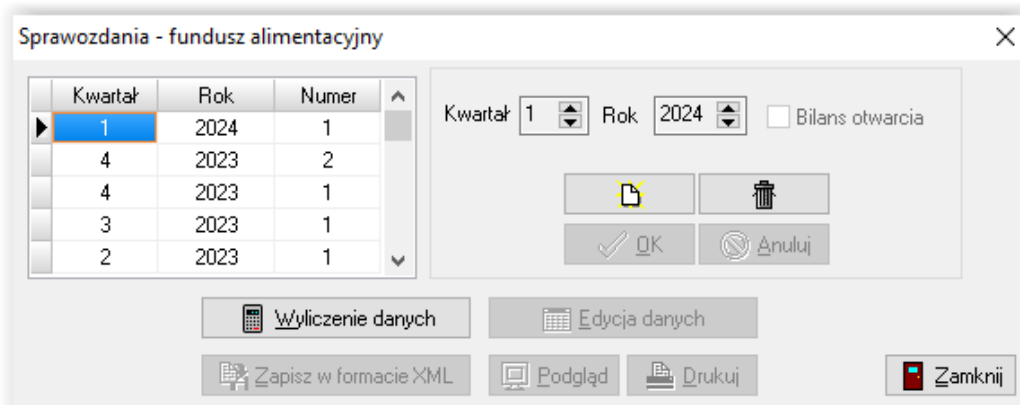 Sprawozdania - fundusz alimentacyjny
Kwartał Rok Numer
1 2024 1
4 2023 2
4 2023 1
3 2023 1
2 2023 1
Kwartał 1 Rok 2024 Bilans otwarcia
OK Anuluj
Wyliczenie danych Edycja danych
Zapisz w formacie XML Podgląd Drukuj Zamknij